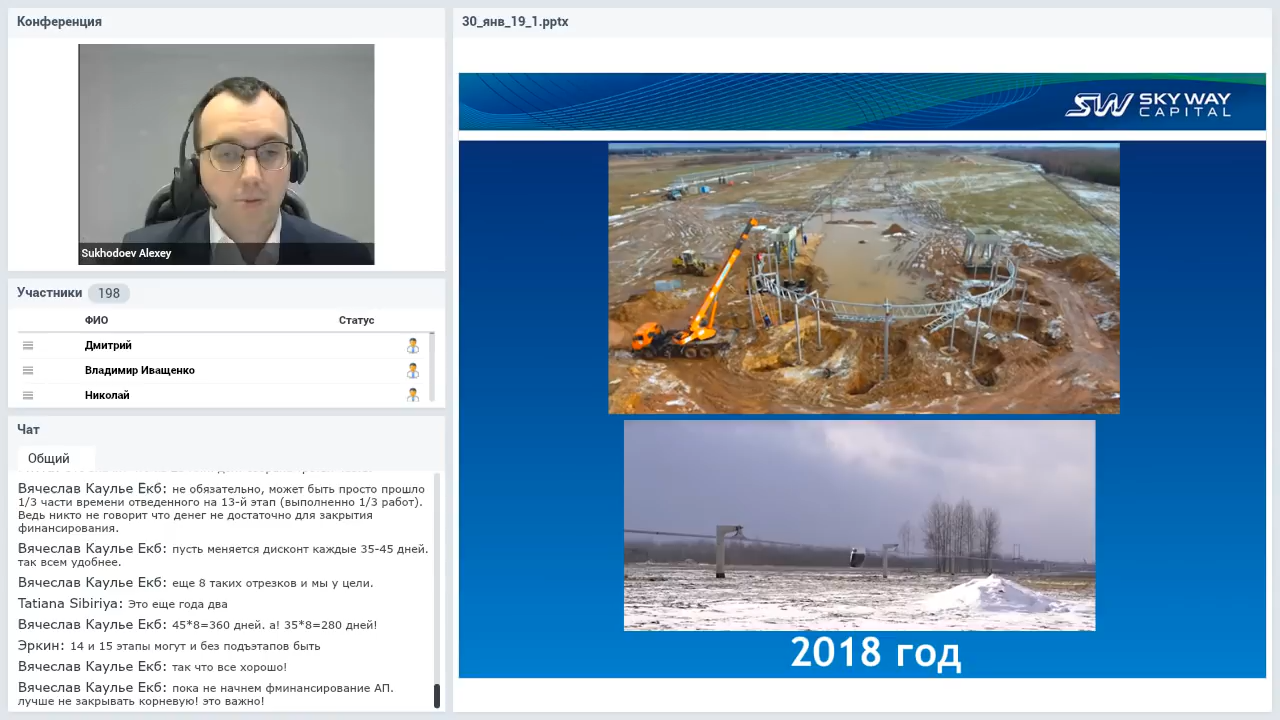 Конференция
Sukhodoev Alexey
Участники 198
ФИО Статус
Дмитрий
Владимир Иващенко
Николай
Чат
Общий
Вячеслав Каулье Екб: не обязательно, может быть просто прошло
1/3 части времени отведенного на 13-й этап (выполненно 1/3 работ).
Ведь никто не говорит что денег не достаточно для закрытия
финансирования.
Вячеслав Каулье Екб: пусть меняется дисконт каждые 35-45 дней.
так всем удобнее.
Вячеслав Каулье Екб: еще 8 таких отрезков и мы у цели.
Tatiana Sibiriya: Это еще года два
Вячеслав Каулье Екб: 45*8=360 дней. а! 35*8=280 дней!
Эркин: 14 и 15 этапы могут и без подъэтапов быть
Вячеслав Каулье Екб: так что все хорошо!
Вячеслав Каулье Екб: пока не начнем фминансирование АП.
лучше не закрывать корневую! это важно!
30_янв_19_1.pptx
SW SKY WAY
CAPITAL
2018 год